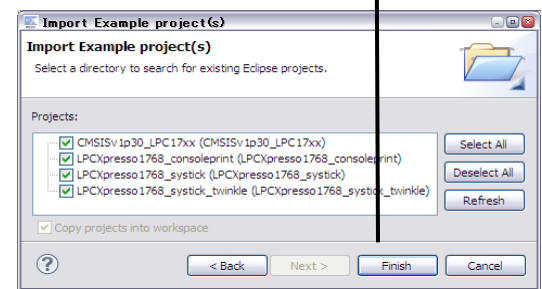 Import Example project(s)
Import Example project(s)
Select a directory to search for existing Eclipse projects.
Projects:
CMSISv1p30_LPC17xx (CMSISv1p30_LPC17xx)
LPCXpresso1768_consoleprint (LPCXpresso1768_consoleprint)
LPCXpresso1768_systick (LPCXpresso1768_systick)
LPCXpresso1768_systick_twinkle (LPCXpresso1768_systick_twinkle)
Select All
Deselect All
Refresh
Copy projects into workspace
?
< Back
Next >
Finish
Cancel